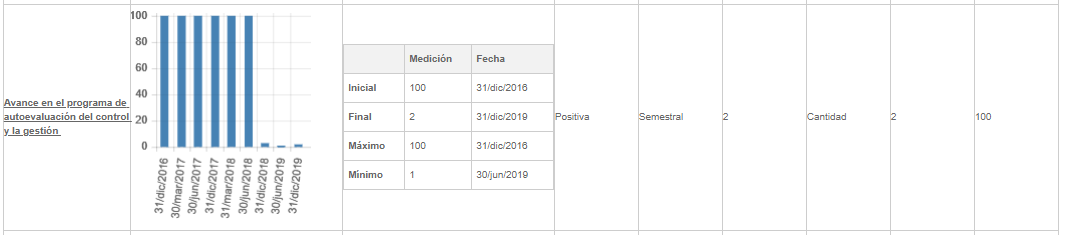 Avance en el programa de
autoevaluación del control
y la gestión
100
80
60
40
20
0
31/dic/2016
30/mar/2017
30/jun/2017
31/dic/2017
31/mar/2018
30/jun/2018
31/dic/2018
30/jun/2019
31/dic/2019
Medición Fecha
Inicial 100 31/dic/2016
Final 2 31/dic/2019
Máximo 100 31/dic/2016
Mínimo 1 30/jun/2019
Positiva Semestral 2 Cantidad 2 100